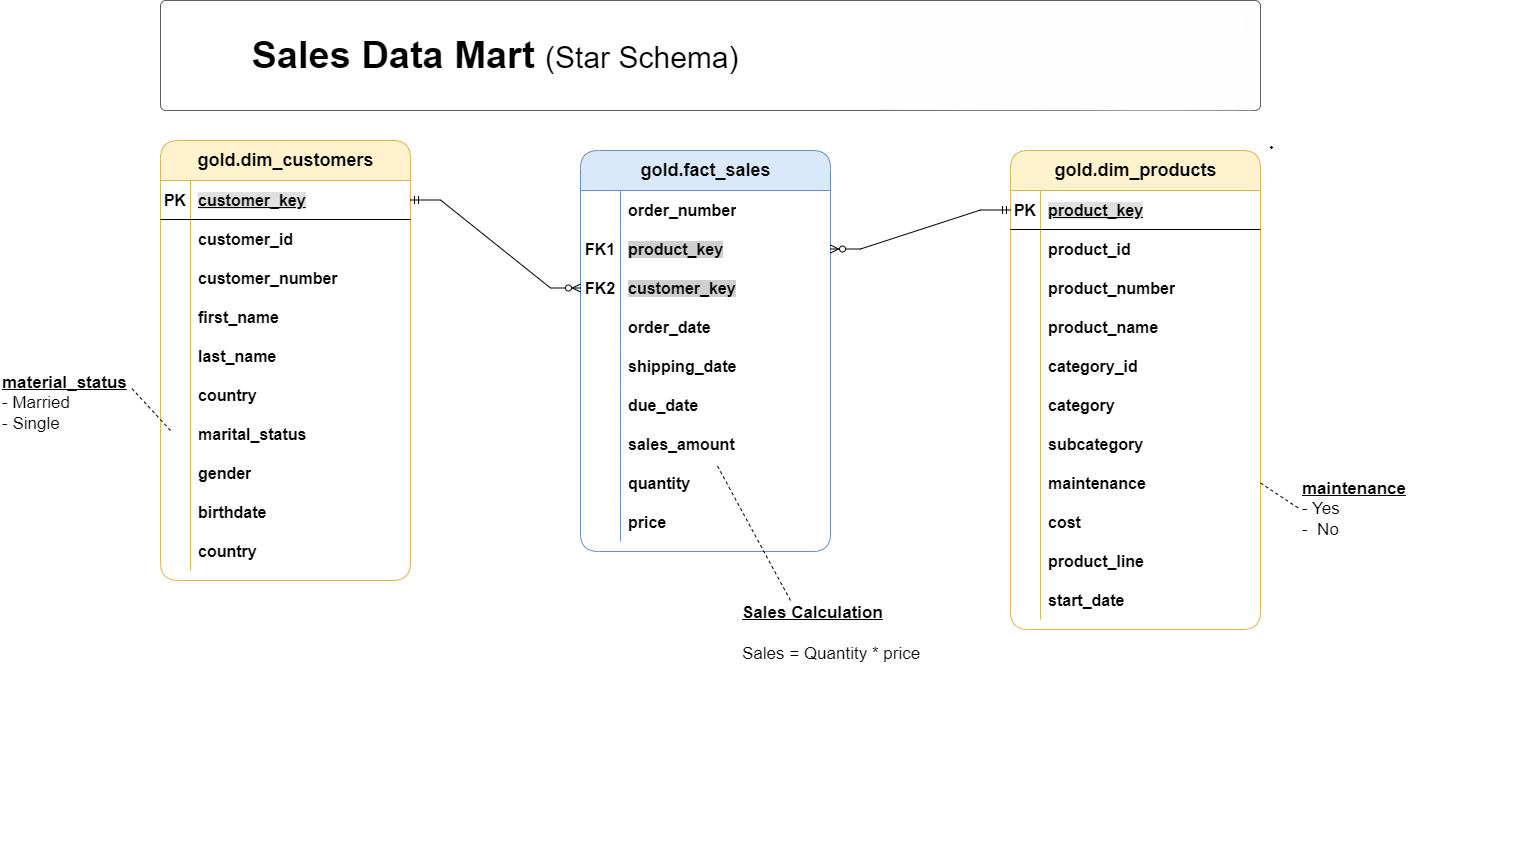 Sales Data Mart (Star Schema)
gold.dim_customers
PK customer_key
customer_id
customer_number
first_name
last_name
country
marital_status
gender
birthdate
country
material_status
- Married
- Single
gold.fact_sales
order_number
FK1 product_key
FK2 customer_key
order_date
shipping_date
due_date
sales_amount
quantity
price
Sales Calculation
Sales = Quantity * price
gold.dim_products
PK product_key
product_id
product_number
product_name
category_id
category
subcategory
maintenance
cost
product_line
start_date
maintenance
- Yes
- No